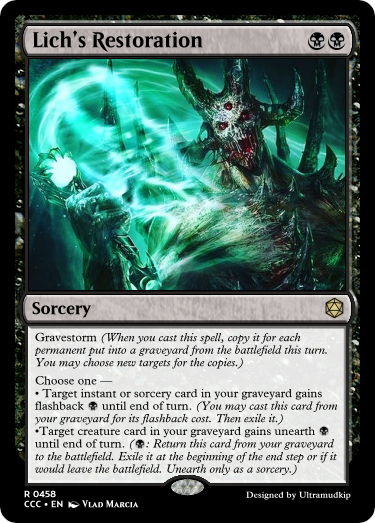 Lich's Restoration
Sorcery
Gravestorm (When you cast this spell, copy it for each
permanent put into a graveyard from the battlefield this turn.
You may choose new targets for the copies.)
Choose one —
• Target instant or sorcery card in your graveyard gains
flashback until end of turn. (You may cast this card from
your graveyard for its flashback cost. Then exile it.)
•Target creature card in your graveyard gains unearth
until end of turn. ( : Return this card from your graveyard
to the battlefield. Exile it at the beginning of the end step or if it
would leave the battlefield. Unearth only as a sorcery.)
R 0458
CCC • EN Vlad Marcia
Designed by Ultramudkip